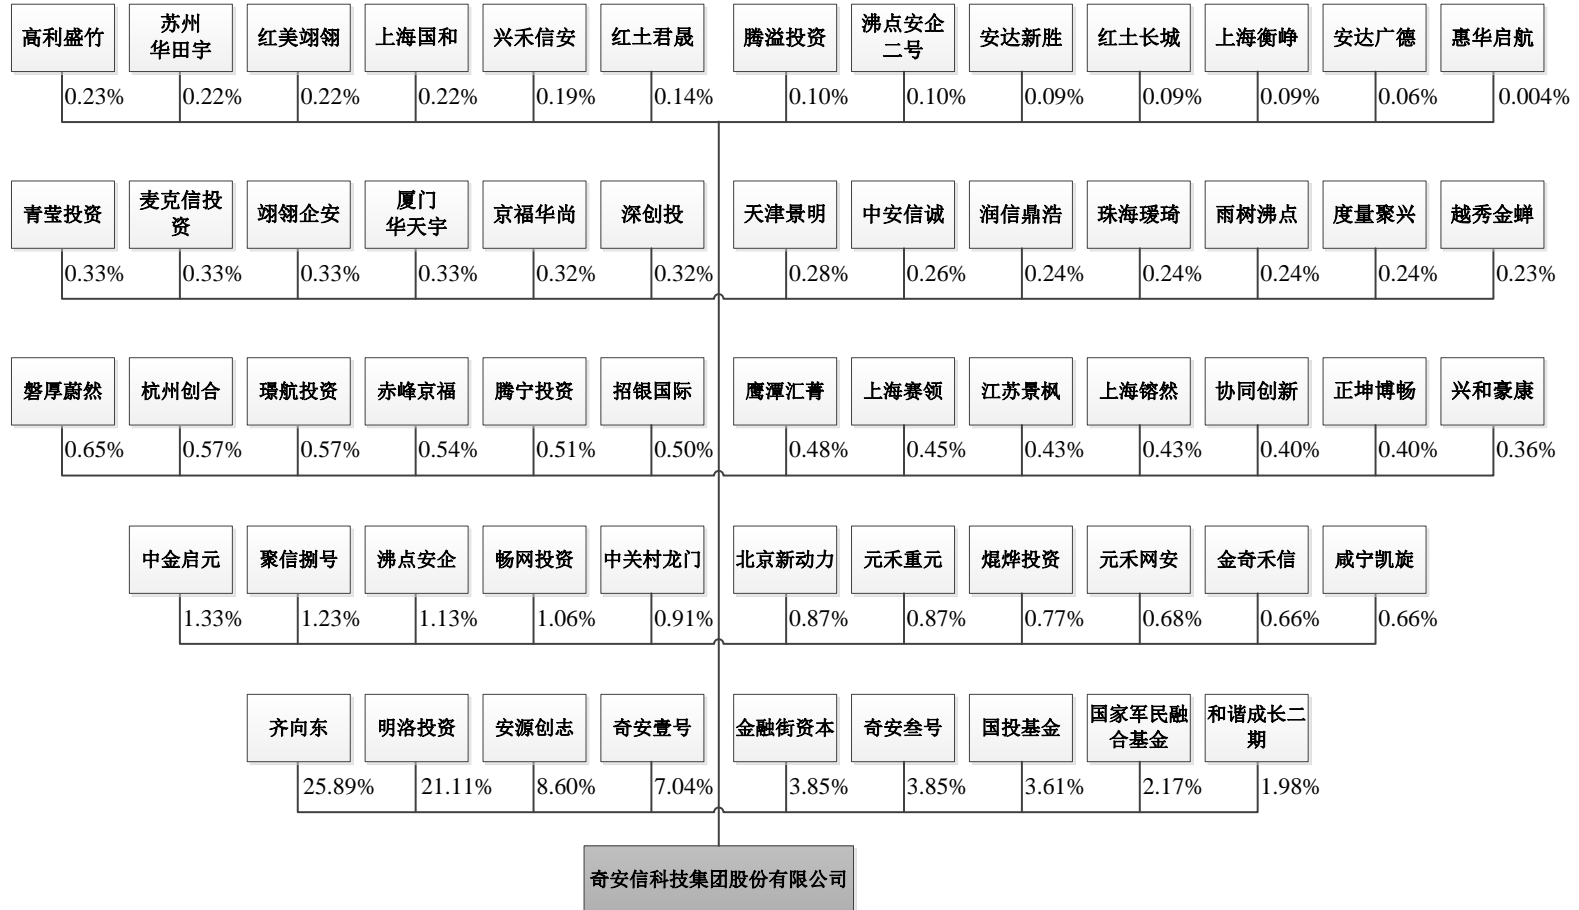 高利盛竹
苏州
华田宇
红美翊翎
上海国和
兴禾信安
红土君晟
腾溢投资
沸点安企
二号
安达新胜
红土长城
上海衡峥
安达广德
惠华启航
0.23%
0.22%
0.22%
0.22%
0.19%
0.14%
0.10%
0.10%
0.09%
0.09%
0.09%
0.06%
0.004%
青莹投资
麦克信投
资
翊翎企安
厦门
华天宇
京福华尚
深创投
天津景明
中安信诚
润信鼎浩
珠海瑗琦
雨树沸点
度量聚兴
越秀金蝉
0.33%
0.33%
0.33%
0.33%
0.32%
0.32%
0.28%
0.26%
0.24%
0.24%
0.24%
0.24%
0.23%
磐厚蔚然
杭州创合
璟航投资
赤峰京福
腾宁投资
招银国际
鹰潭汇菁
上海赛领
江苏景枫
上海镕然
协同创新
正坤博畅
兴和豪康
0.65%
0.57%
0.57%
0.54%
0.51%
0.50%
0.48%
0.45%
0.43%
0.43%
0.40%
0.40%
0.36%
中金启元
聚信捌号
沸点安企
畅网投资
中关村龙门
北京新动力
元禾重元
焜烨投资
元禾网安
金奇禾信
咸宁凯旋
1.33%
1.23%
1.13%
1.06%
0.91%
0.87%
0.87%
0.77%
0.68%
0.66%
0.66%
齐向东
明洛投资
安源创志
奇安壹号
金融街资本
奇安叁号
国投基金
国家军民融
合基金
和谐成长二
期
25.89%
21.11%
8.60%
7.04%
3.85%
3.85%
3.61%
2.17%
1.98%
奇安信科技集团股份有限公司